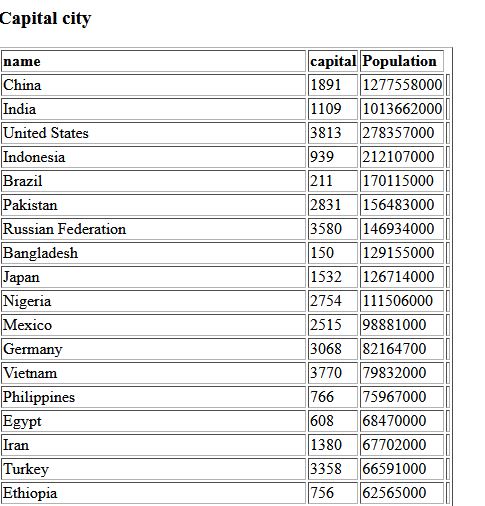 Capital city
name capital Population
China 1891 1277558000
India 1109 1013662000
United States 3813 278357000
Indonesia 939 212107000
Brazil 211 170115000
Pakistan 2831 156483000
Russian Federation 3580 146934000
Bangladesh 150 129155000
Japan 1532 126714000
Nigeria 2754 111506000
Mexico 2515 98881000
Germany 3068 82164700
Vietnam 3770 79832000
Philippines 766 75967000
Egypt 608 68470000
Iran 1380 67702000
Turkey 3358 66591000
Ethiopia 756 62565000